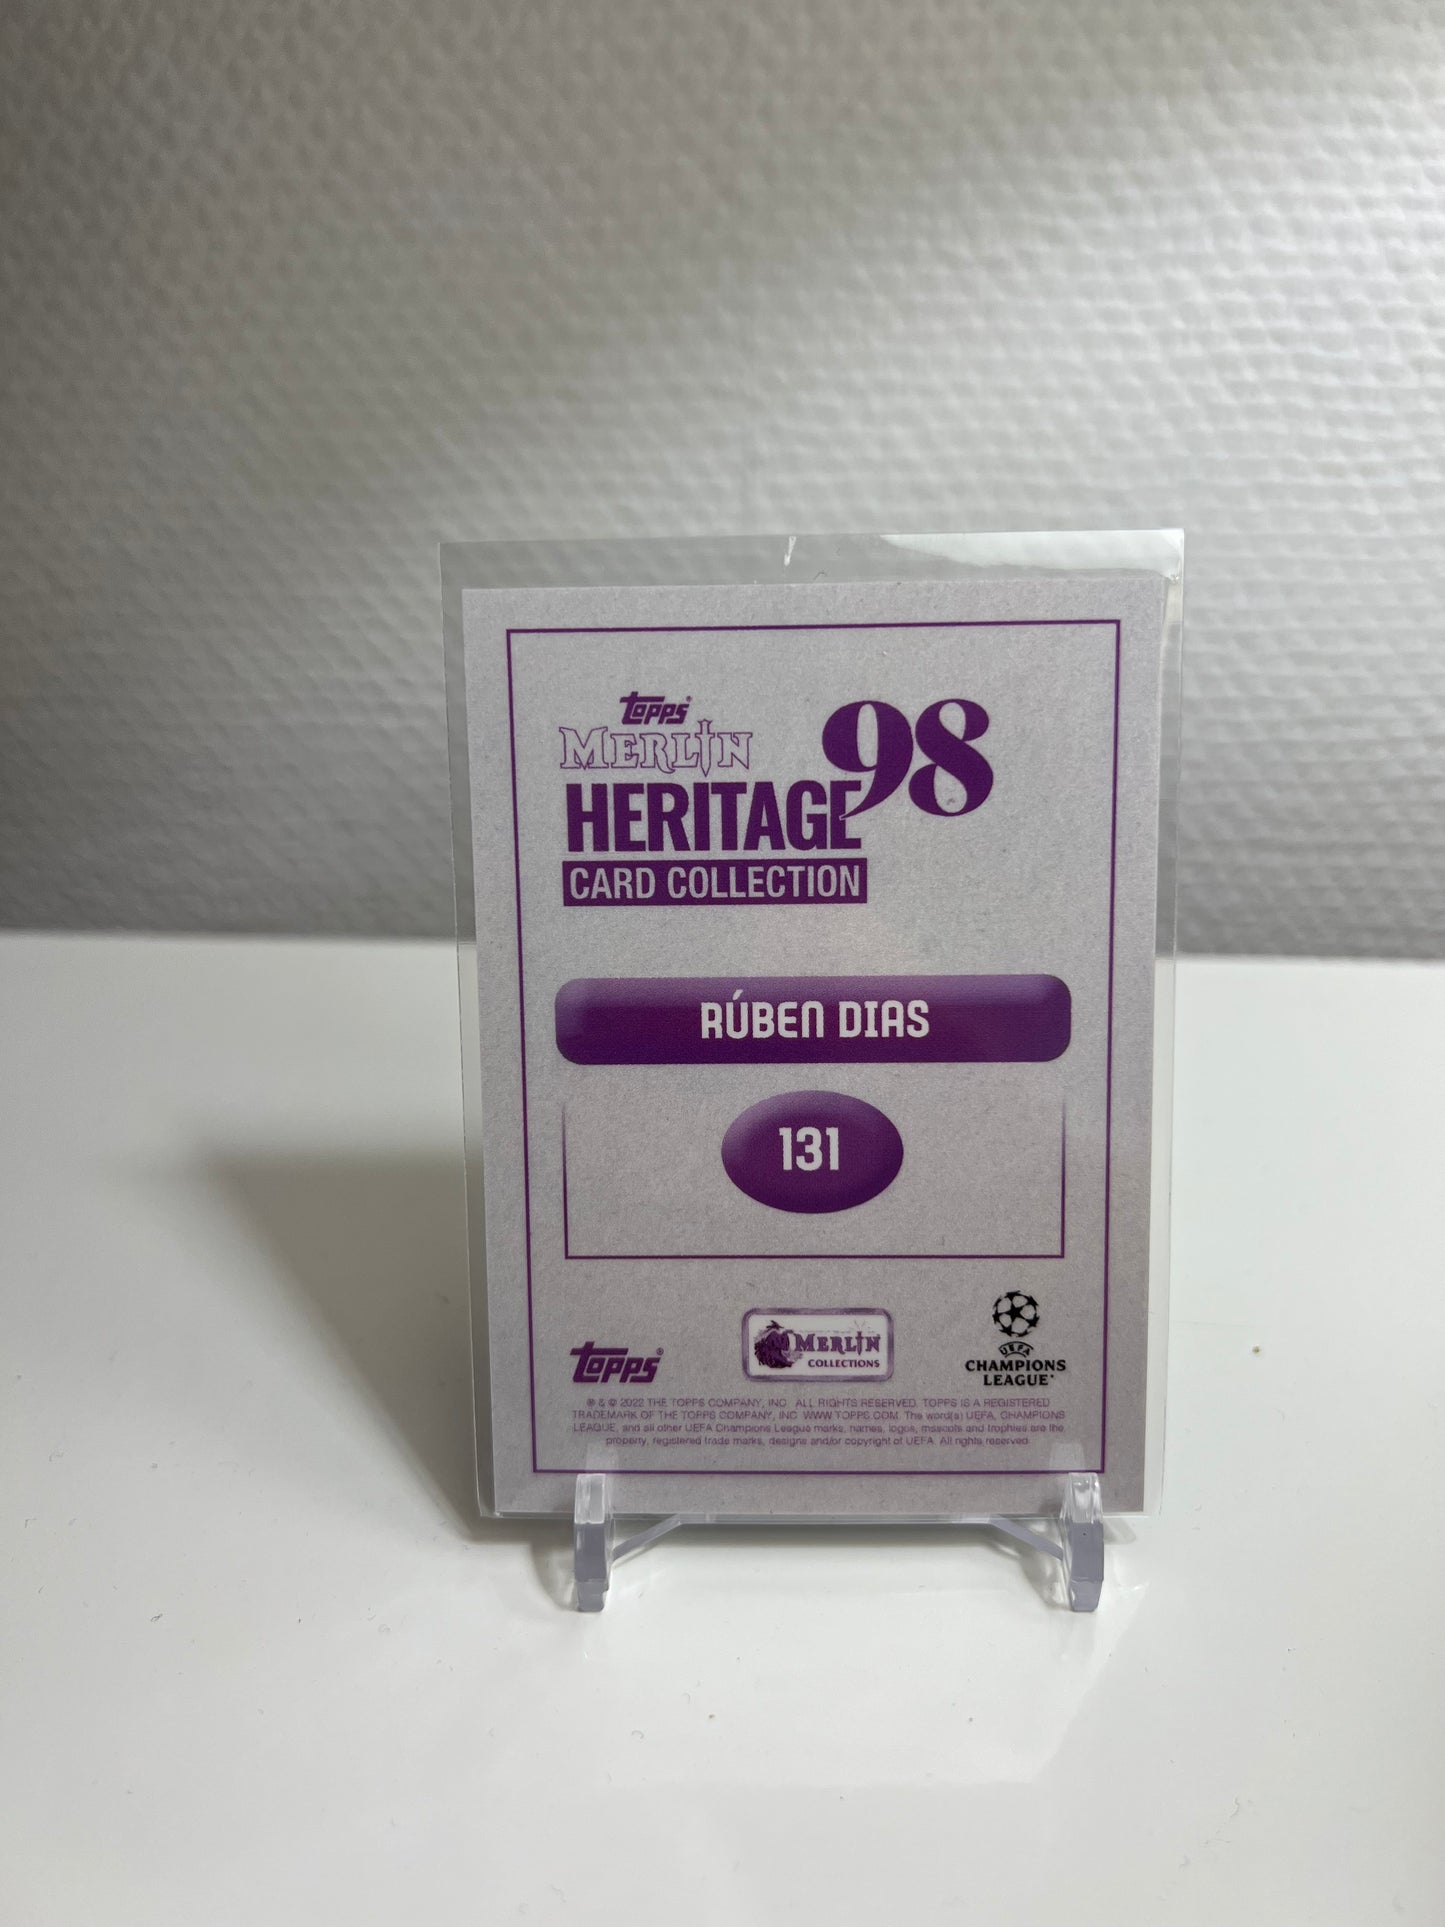 topps®
MERLIN
HERITAGE 98
CARD COLLECTION
RÚBEN DIAS
131
topps®
MERLIN
COLLECTIONS
UEFA
CHAMPIONS
LEAGUE
® & © 2022 THE TOPPS COMPANY, INC. ALL RIGHTS RESERVED. TOPPS IS A REGISTERED
TRADEMARK OF THE TOPPS COMPANY, INC. WWW.TOPPS.COM. The word(s) UEFA, CHAMPIONS
LEAGUE, and all other UEFA Champions League marks, names, logos, mascots and trophies are the
property, registered trade marks, designs and/or copyright of UEFA. All rights reserved.